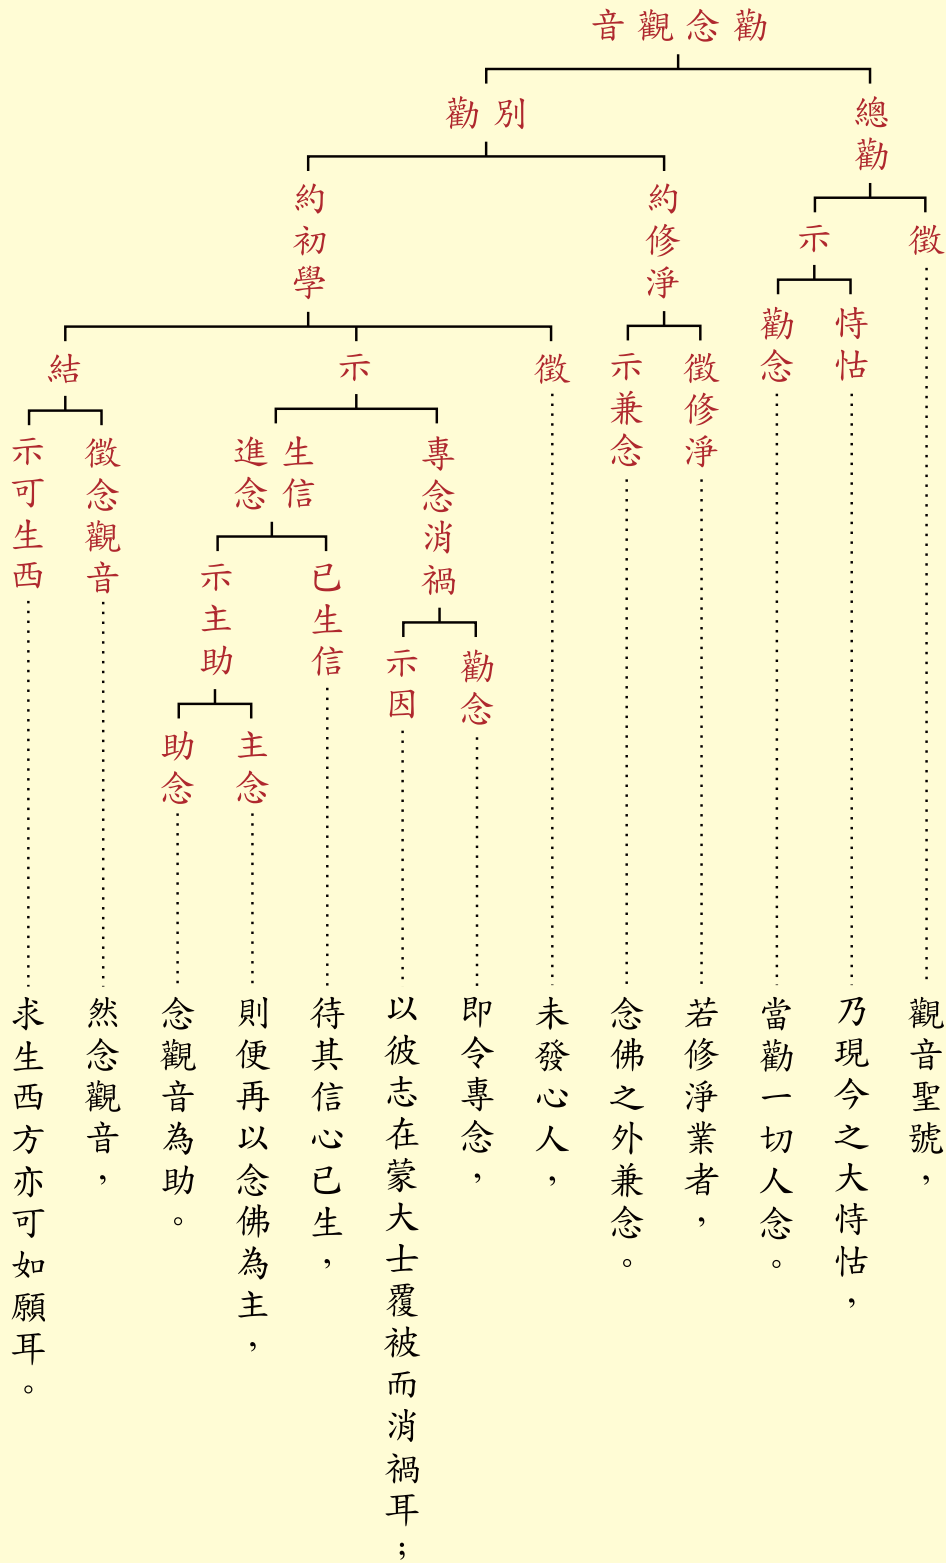 勸念觀音
總勸
別勸
徵
示
約修淨
約初學
恃怙
勸念
徵修淨
示兼念
徵
示
結
專念消禍
生信
進念
徵念觀音
示可生西
勸念
示因
已生信
示主助
主念
助念
觀音聖號，
乃現今之大恃怙，
當勸一切人念。
若修淨業者，
念佛之外兼念。
未發心人，
即令專念，
以彼志在蒙大士覆被而消禍耳；
待其信心已生，
則便再以念佛為主，
念觀音為助。
然念觀音，
求生西方亦可如願耳。